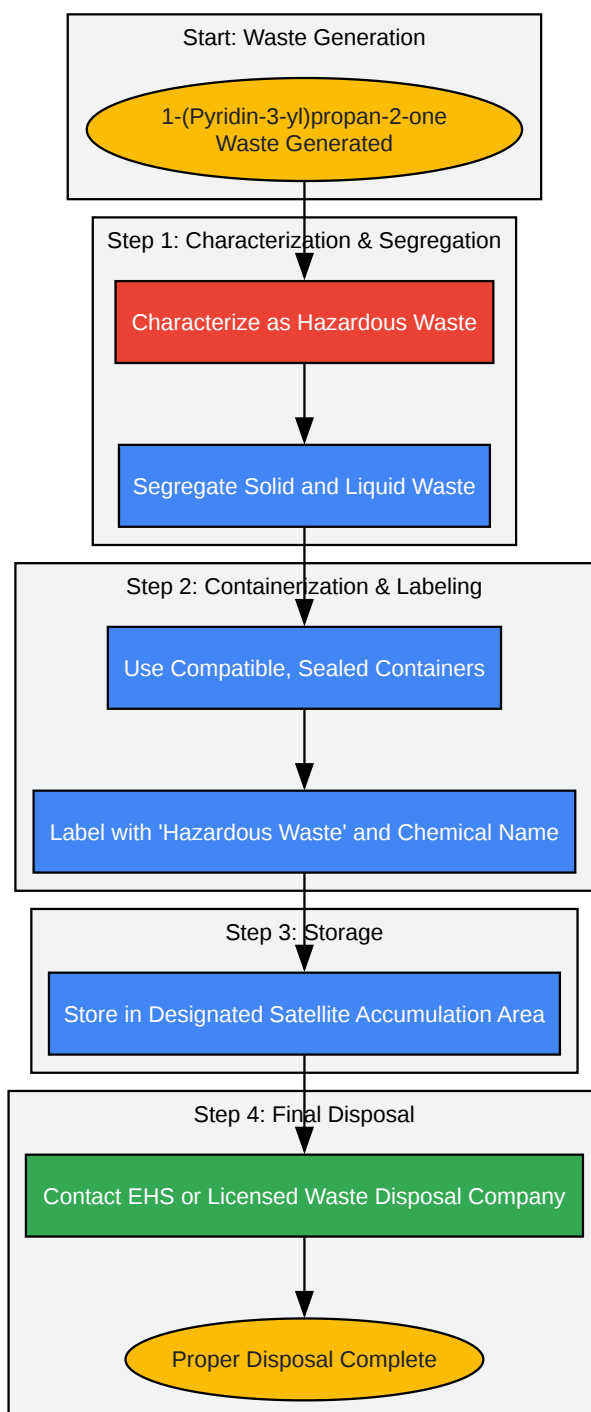 Start: Waste Generation
1-(Pyridin-3-yl)propan-2-one
Waste Generated
Step 1: Characterization & Segregation
Characterize as Hazardous Waste
Segregate Solid and Liquid Waste
Step 2: Containerization & Labeling
Use Compatible, Sealed Containers
Label with 'Hazardous Waste' and Chemical Name
Step 3: Storage
Store in Designated Satellite Accumulation Area
Step 4: Final Disposal
Contact EHS or Licensed Waste Disposal Company
Proper Disposal Complete